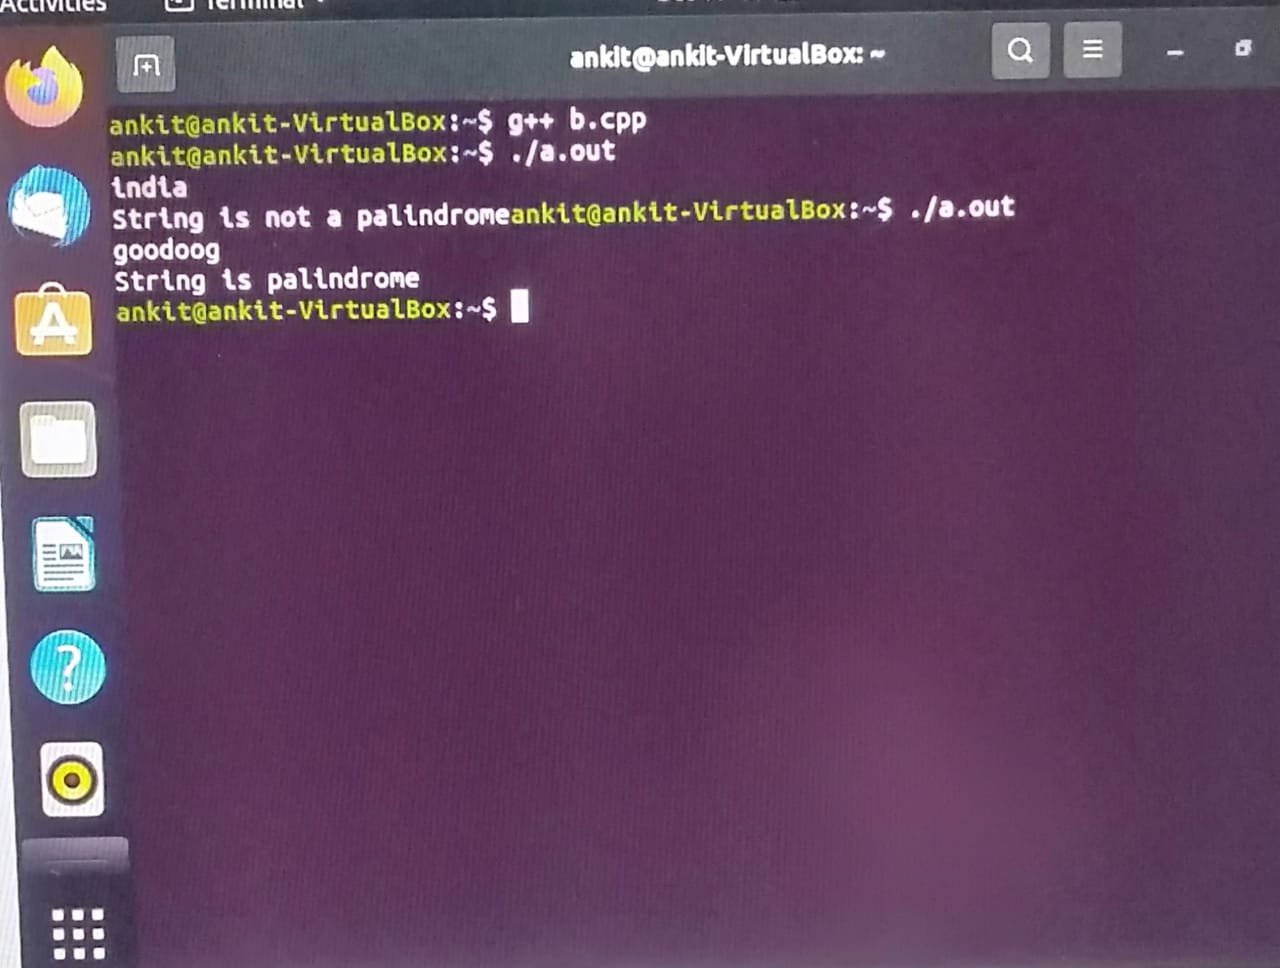 Activities Terminal
ankit@ankit-VirtualBox: ~
ankit@ankit-VirtualBox:~$ g++ b.cpp
ankit@ankit-VirtualBox:~$ ./a.out
india
String is not a palindromeankit@ankit-VirtualBox:~$ ./a.out
goodoog
String is palindrome
ankit@ankit-VirtualBox:~$